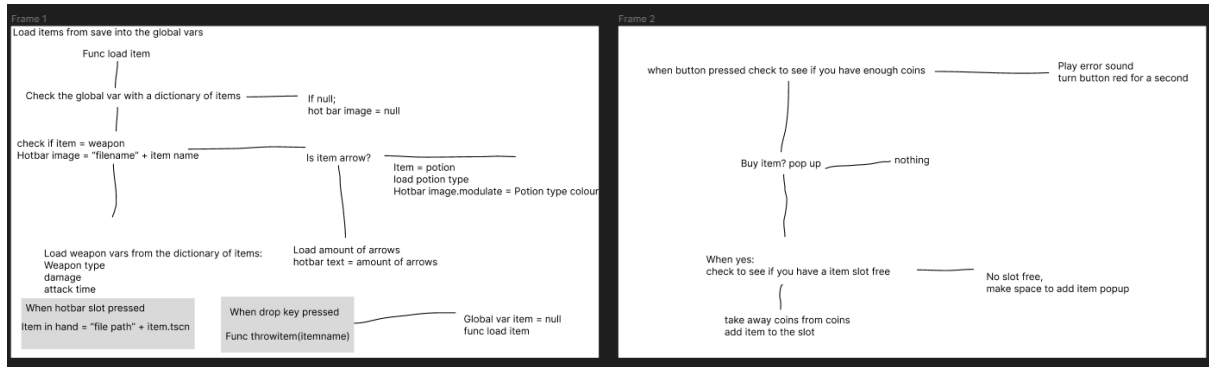 Frame 1
Load items from save into the global vars
Func load item
Check the global var with a dictionary of items
If null;
hot bar image = null
check if item = weapon
Hotbar image = "filename" + item name
Is item arrow?
Item = potion
load potion type
Hotbar image.modulate = Potion type colour
Load weapon vars from the dictionary of items:
Weapon type
damage
attack time
Load amount of arrows
hotbar text = amount of arrows
When hotbar slot pressed
Item in hand = "file path" + item.tscn
When drop key pressed
Func throwitem(itemname)
Global var item = null
func load item
Frame 2
when button pressed check to see if you have enough coins
Play error sound
turn button red for a second
Buy item? pop up
nothing
When yes:
check to see if you have a item slot free
No slot free,
make space to add item popup
take away coins from coins
add item to the slot